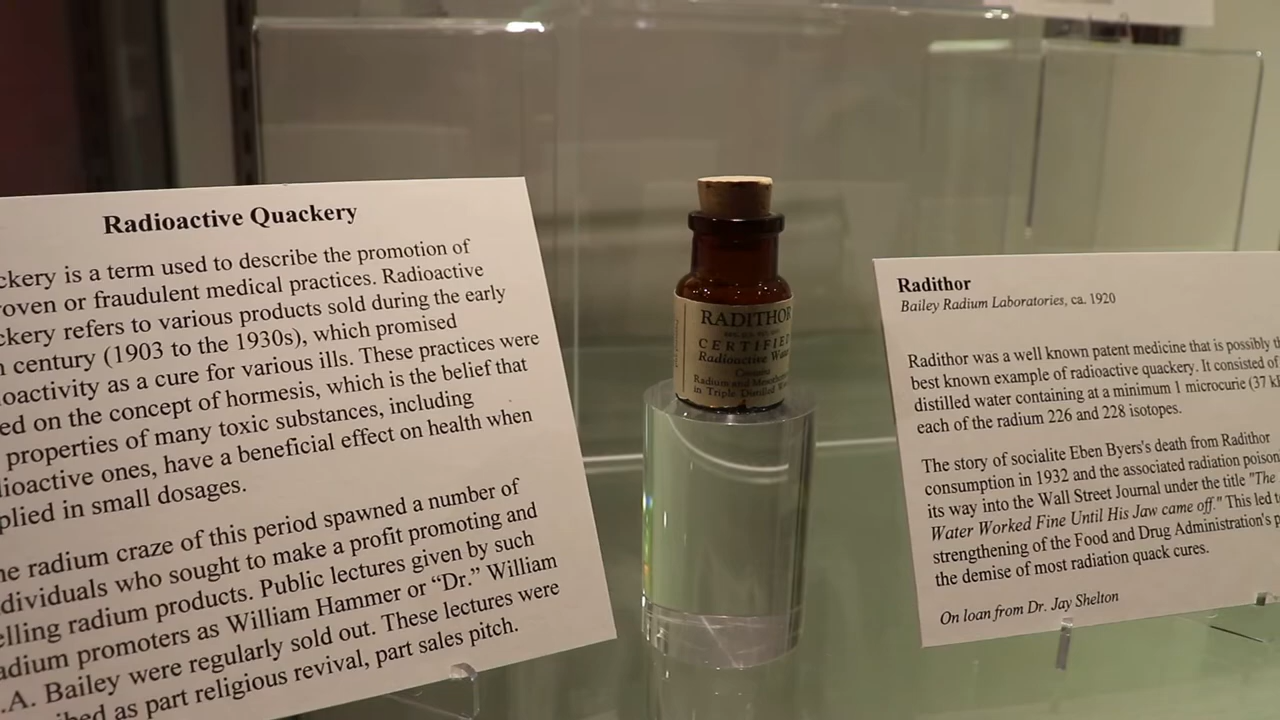 Radioactive Quackery
ckery is a term used to describe the promotion of
roven or fraudulent medical practices. Radioactive
ckery refers to various products sold during the early
h century (1903 to the 1930s), which promised
ioactivity as a cure for various ills. These practices were
ed on the concept of hormesis, which is the belief that
properties of many toxic substances, including
lioactive ones, have a beneficial effect on health when
plied in small dosages.
he radium craze of this period spawned a number of
dividuals who sought to make a profit promoting and
elling radium products. Public lectures given by such
adium promoters as William Hammer or “Dr.” William
.A. Bailey were regularly sold out. These lectures were
ibed as part religious revival, part sales pitch.
RADITHOR
CERTIFIED
Radioactive Wate
Contains
Radium and Mesoth
in Triple Distilled W
Radithor
Bailey Radium Laboratories, ca. 1920
Radithor was a well known patent medicine that is possibly th
best known example of radioactive quackery. It consisted of
distilled water containing at a minimum 1 microcurie (37 kB
each of the radium 226 and 228 isotopes.
The story of socialite Eben Byers's death from Radithor
consumption in 1932 and the associated radiation poison
its way into the Wall Street Journal under the title "The
Water Worked Fine Until His Jaw came off." This led t
strengthening of the Food and Drug Administration's p
the demise of most radiation quack cures.
On loan from Dr. Jay Shelton